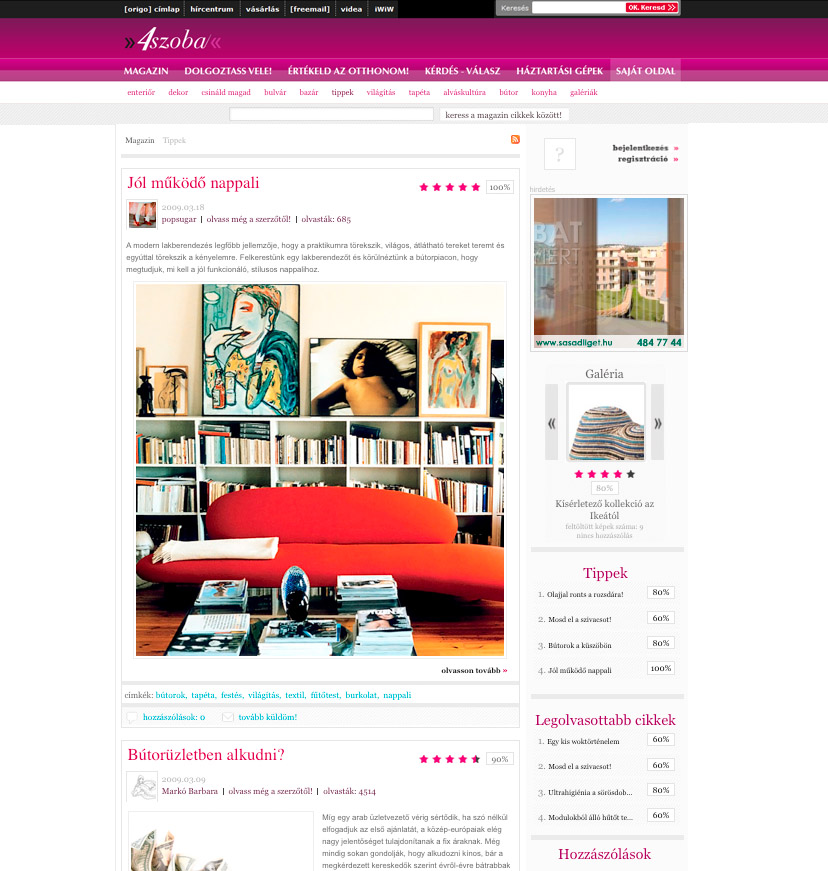 [origo] címlap
hírcentrum
vásárlás
[freemail]
videa
iWiW
Keresés
OK. Keresd
4szoba
MAGAZIN
DOLGOZTASS VELE!
ÉRTÉKELD AZ OTTHONOM!
KÉRDÉS - VÁLASZ
HÁZTARTÁSI GÉPEK
SAJÁT OLDAL
enteriőr
dekor
csináld magad
bulvár
bazár
tippek
világítás
tapéta
alváskultúra
bútor
konyha
galériák
keress a magazin cikkek között!
Magazin
Tippek
Jól működő nappali
100%
2009.03.18
popsugar | olvass még a szerzőtől! | olvasták: 685
A modern lakberendezés legfőbb jellemzője, hogy a praktikumra törekszik, világos, átlátható tereket teremt és
egyúttal törekszik a kényelemre. Felkerestünk egy lakberendezőt és körülnéztünk a bútorpiacon, hogy
megtudjuk, mi kell a jól funkcionáló, stílusos nappalihoz.
olvasson tovább »
címkék: bútorok, tapéta, festés, világítás, textil, fűtőtest, burkolat, nappali
hozzászólások: 0
tovább küldöm!
Bútorüzletben alkudni?
90%
2009.03.09
Markó Barbara | olvass még a szerzőtől! | olvasták: 4514
Míg egy arab üzletvezető vérig sértődik, ha szó nélkül
elfogadjuk az első ajánlatát, a közép-európaiak elég
nagy jelentőséget tulajdonítanak a fix áraknak. Még
mindig sokan gondolják, hogy alkudozni kínos, bár a
megkérdezett kereskedők szerint évről-évre bátrabbak
?
bejelentkezés »
regisztráció »
hirdetés
BAT
www.sasadliget.hu
484 77 44
Galéria
«
»
80%
Kísérletező kollekció az
Ikeától
feltöltött képek száma: 9
nincs hozzászólás
Tippek
1. Olajjal ronts a rozsdára!
80%
2. Mosd el a szivacsot!
60%
3. Bútorok a küszöbön
80%
4. Jól működő nappali
100%
Legolvasottabb cikkek
1. Egy kis woktörténelem
60%
2. Mosd el a szivacsot!
60%
3. Ultrahigiénia a sörösdob...
80%
4. Modulokból álló hűtőt te...
60%
Hozzászólások